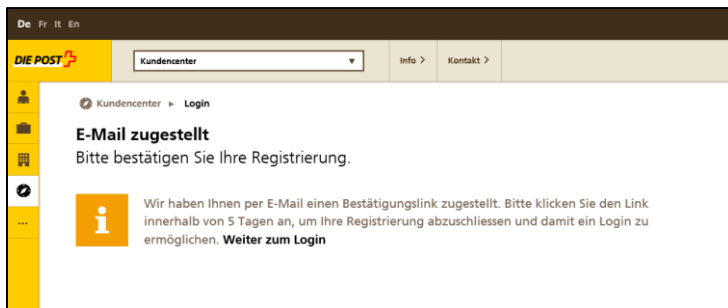 De Fr It En
DIE POST
Kundencenter
Info >
Kontakt >
Kundencenter ▸ Login
E-Mail zugestellt
Bitte bestätigen Sie Ihre Registrierung.
i
Wir haben Ihnen per E-Mail einen Bestätigungslink zugestellt. Bitte klicken Sie den Link
innerhalb von 5 Tagen an, um Ihre Registrierung abzuschliessen und damit ein Login zu
ermöglichen. Weiter zum Login
...